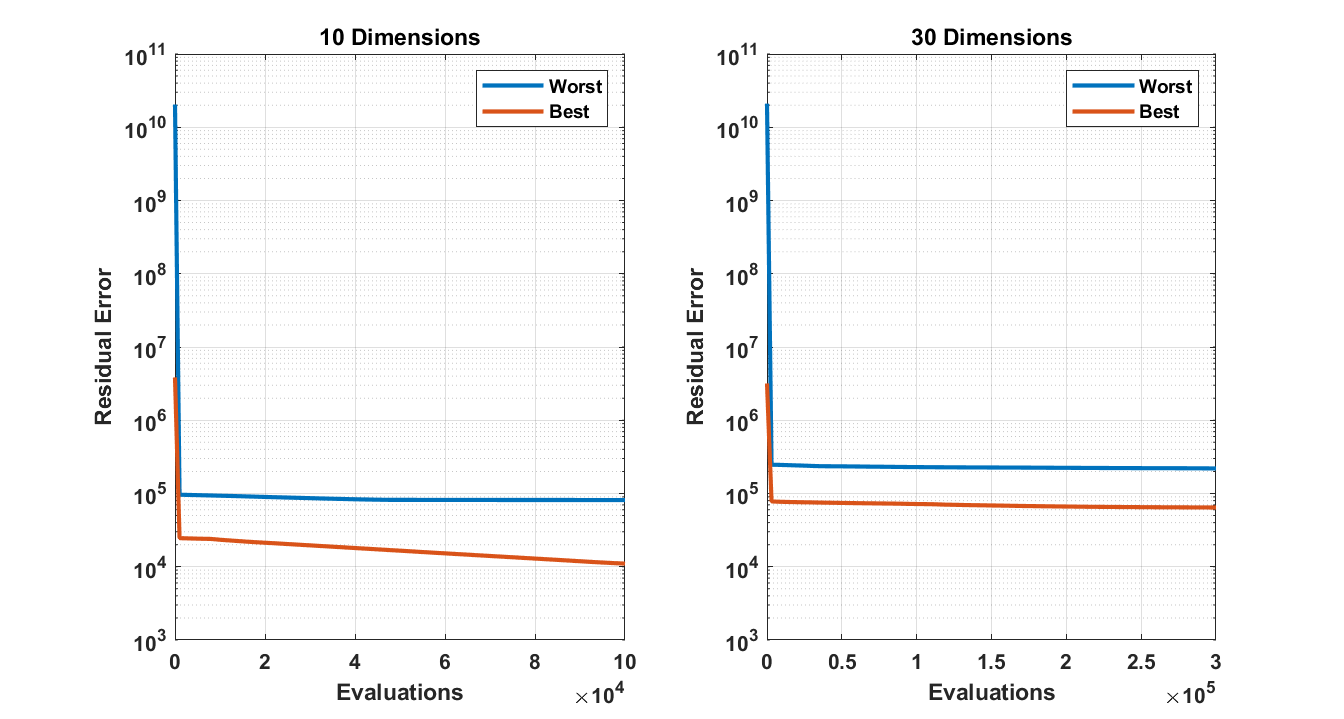 10 Dimensions
10^11
10^10
10^9
10^8
10^7
10^6
10^5
10^4
10^3
Residual Error
Worst
Best
0 2 4 6 8 10
Evaluations
×10^4
30 Dimensions
10^11
10^10
10^9
10^8
10^7
10^6
10^5
10^4
10^3
Residual Error
Worst
Best
0 0.5 1 1.5 2 2.5 3
Evaluations
×10^5